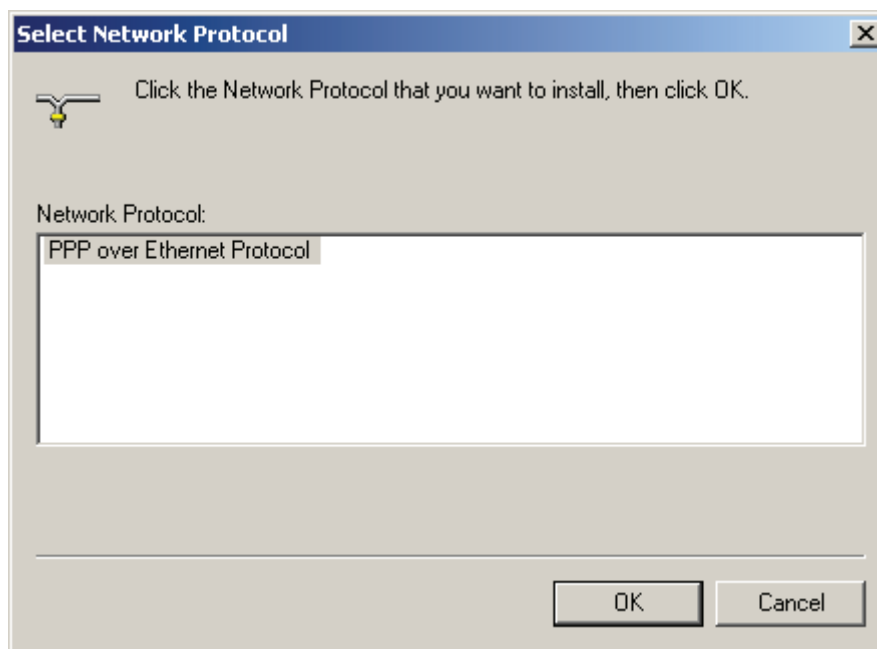 Select Network Protocol
Click the Network Protocol that you want to install, then click OK.
Network Protocol:
PPP over Ethernet Protocol
OK
Cancel